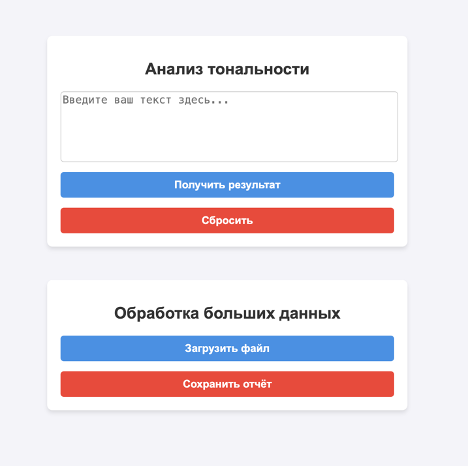 Анализ тональности
Введите ваш текст здесь...
Получить результат
Сбросить
Обработка больших данных
Загрузить файл
Сохранить отчёт